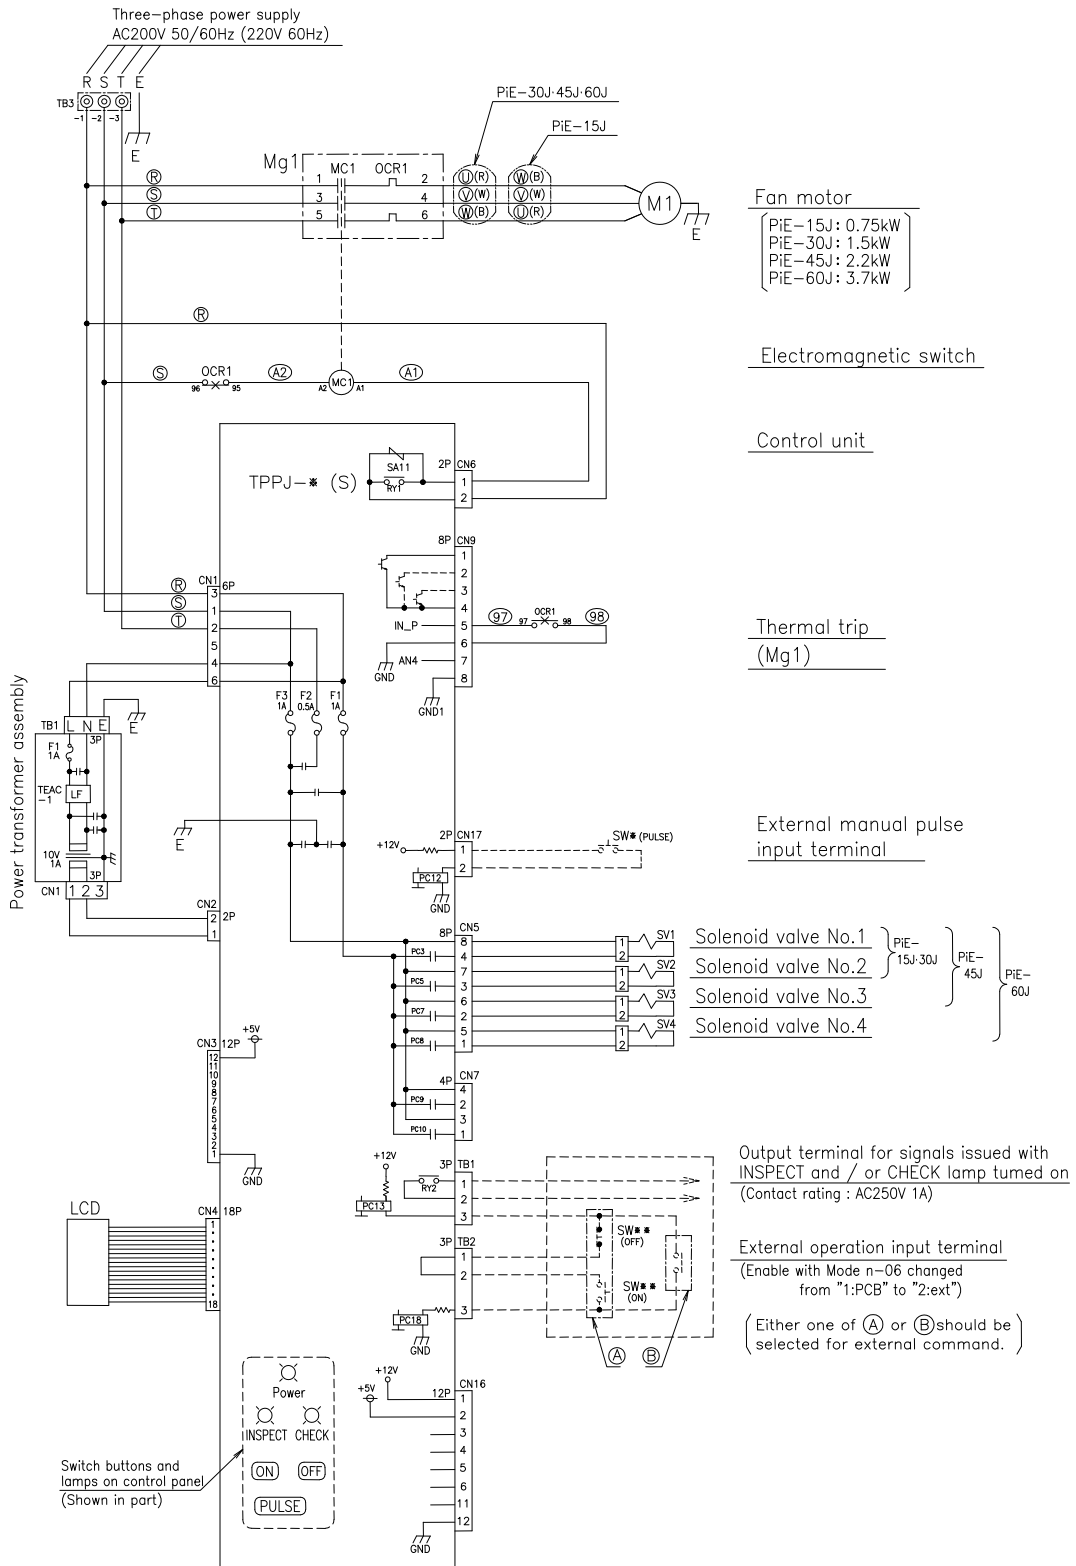 Three-phase power supply
AC200V 50/60Hz (220V 60Hz)
R S T E
TB3
-1 -2 -3
E
PiE-30J·45J·60J
PiE-15J
Mg1
MC1 OCR1
R 1 2 U(R) W(B)
S 3 4 V(W) V(W)
T 5 6 W(B) U(R)
M1
E
Fan motor
PiE-15J: 0.75kW
PiE-30J: 1.5kW
PiE-45J: 2.2kW
PiE-60J: 3.7kW
R
Electromagnetic switch
S OCR1 A2 A1
96 95 A2 MC1 A1
Control unit
TPPJ-※ (S)
SA11
RY1
2P CN6
1
2
8P CN9
1
2
3
4
IN_P 5
6
GND
AN4 7
8
GND1
97 97 OCR1 98 98
Thermal trip
(Mg1)
CN1 6P
R 3
S 1
T 2
5
4
6
F3 F2 F1
1A 0.5A 1A
Power transformer assembly
TB1 L N E
E
3P
F1
1A
TEAC
-1
LF
10V
1A
3P
CN1 1 2 3
E
CN2
2 2P
1
+12V
2P CN17
1
2
PC12
GND
SW※ (PULSE)
External manual pulse
input terminal
8P CN5
8
PC3 4
7
PC5 3
6
PC7 2
5
PC8 1
1 SV1
2
1 SV2
2
1 SV3
2
1 SV4
2
Solenoid valve No.1
Solenoid valve No.2
Solenoid valve No.3
Solenoid valve No.4
PiE-
15J·30J
PiE-
45J
PiE-
60J
+5V
CN3 12P
12
11
10
9
8
7
6
5
4
3
2
1
GND
4P CN7
4
PC9 2
3
PC10 1
+12V
3P TB1
RY2 1
2
PC13 3
Output terminal for signals issued with
INSPECT and / or CHECK lamp tumed on
(Contact rating : AC250V 1A)
LCD
CN4 18P
1
18
3P TB2
1
2
3
PC18
GND
SW※※
(OFF)
SW※※
(ON)
A B
External operation input terminal
(Enable with Mode n-06 changed
from "1:PCB" to "2:ext")
(Either one of A or B should be
selected for external command.)
Power
INSPECT CHECK
ON OFF
PULSE
Switch buttons and
lamps on control panel
(Shown in part)
+12V
+5V
12P CN16
1
2
3
4
5
6
11
12
GND